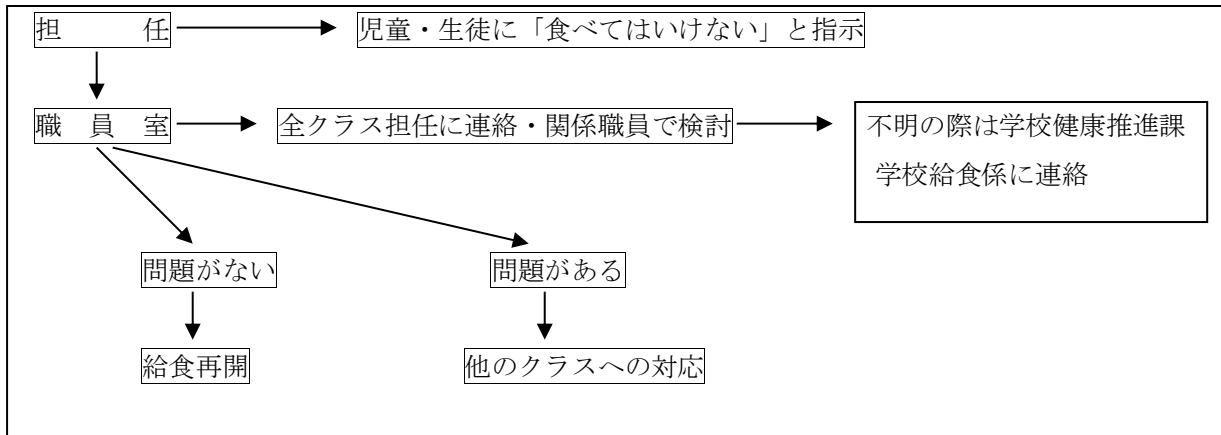 担　任
児童・生徒に「食べてはいけない」と指示
職　員　室
全クラス担任に連絡・関係職員で検討
不明の際は学校健康推進課
学校給食係に連絡
問題がない
問題がある
給食再開
他のクラスへの対応